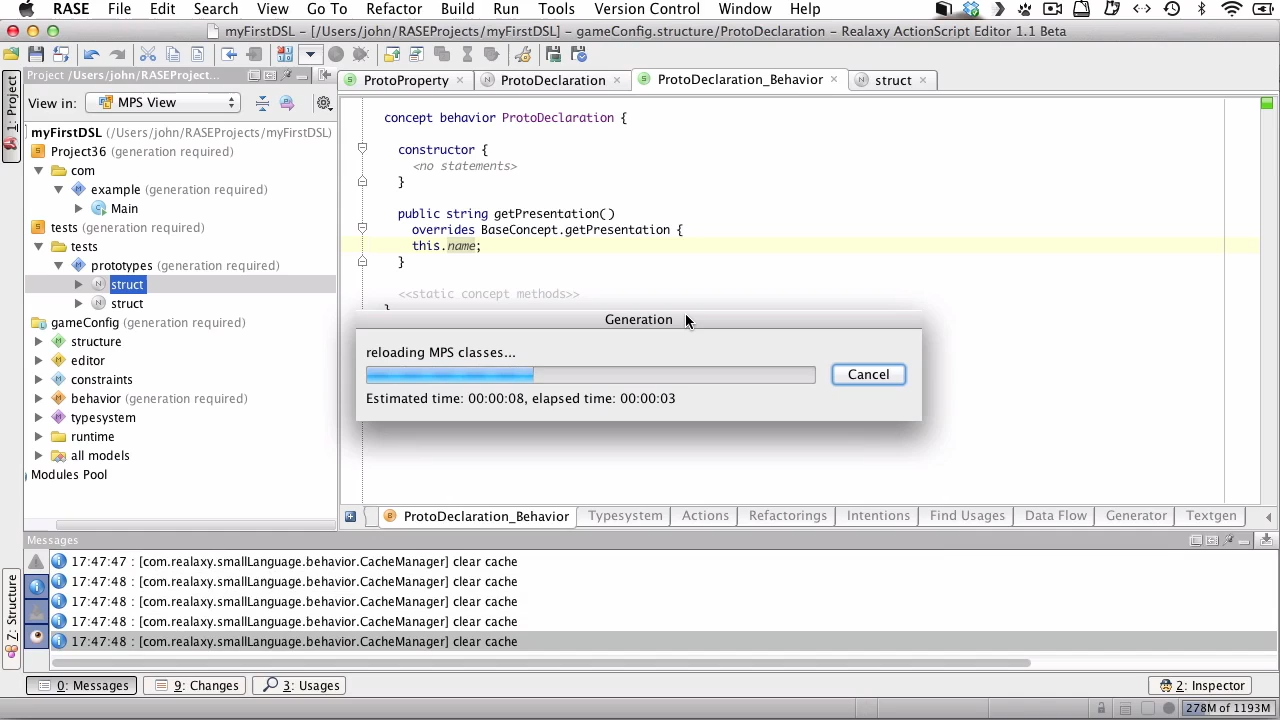 RASE File Edit Search View Go To Refactor Build Run Tools Version Control Window Help
myFirstDSL – [/Users/john/RASEProjects/myFirstDSL] – gameConfig.structure/ProtoDeclaration – Realaxy ActionScript Editor 1.1 Beta
Project /Users/john/RASEProject...
ProtoProperty ProtoDeclaration ProtoDeclaration_Behavior struct
1: Project
View in: MPS View
myFirstDSL (/Users/john/RASEProjects/myFirstDSL)
Project36 (generation required)
com
example (generation required)
Main
tests (generation required)
tests
prototypes (generation required)
struct
struct
gameConfig (generation required)
structure
editor
constraints
behavior (generation required)
typesystem
runtime
all models
Modules Pool
concept behavior ProtoDeclaration {
constructor {
<no statements>
}
public string getPresentation()
overrides BaseConcept.getPresentation {
this.name;
}
<<static concept methods>>
}
Generation
reloading MPS classes...
Cancel
Estimated time: 00:00:08, elapsed time: 00:00:03
ProtoDeclaration_Behavior Typesystem Actions Refactorings Intentions Find Usages Data Flow Generator Textgen
Messages
17:47:47 : [com.realaxy.smallLanguage.behavior.CacheManager] clear cache
17:47:48 : [com.realaxy.smallLanguage.behavior.CacheManager] clear cache
17:47:48 : [com.realaxy.smallLanguage.behavior.CacheManager] clear cache
17:47:48 : [com.realaxy.smallLanguage.behavior.CacheManager] clear cache
17:47:48 : [com.realaxy.smallLanguage.behavior.CacheManager] clear cache
Z: Structure
0: Messages 9: Changes 3: Usages 2: Inspector
278M of 1193M